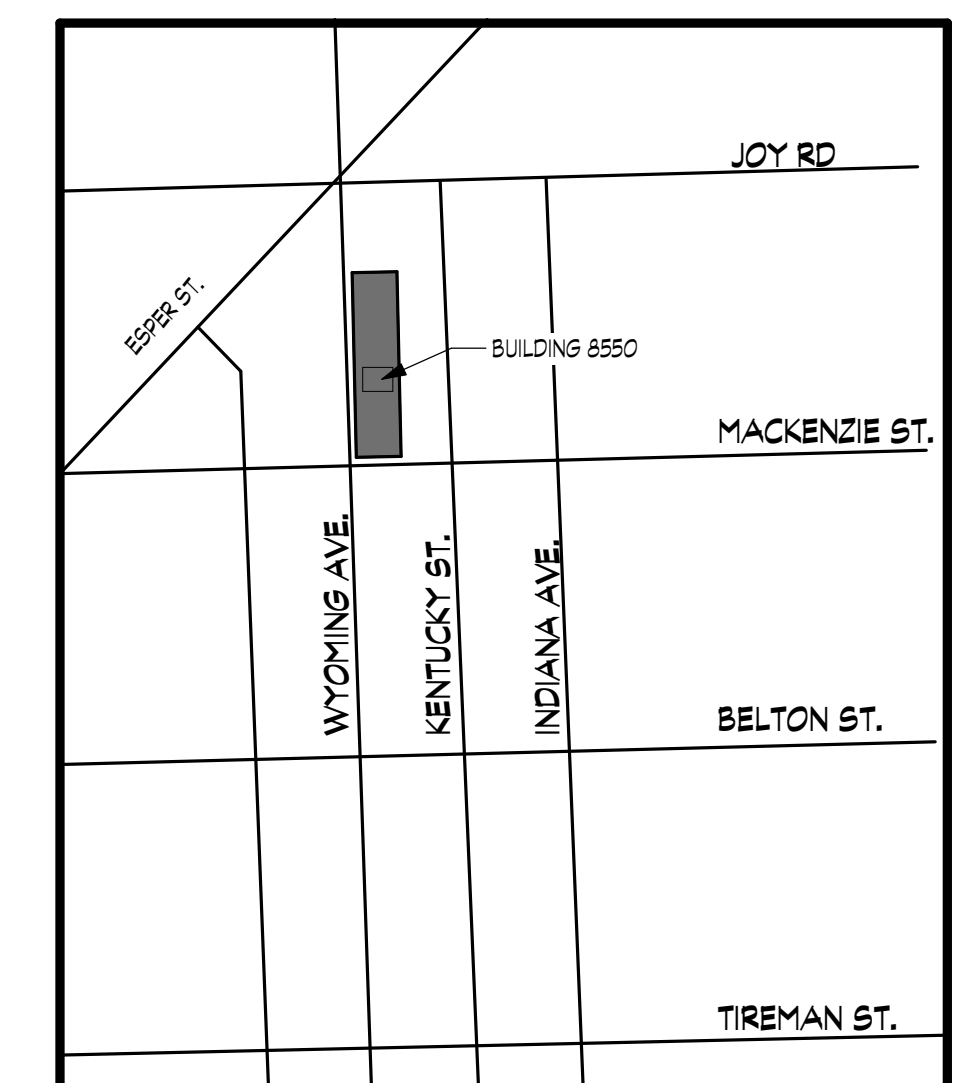 JOY RD
ESPER ST.
BUILDING 8550
MACKENZIE ST.
WYOMING AVE.
KENTUCKY ST.
INDIANA AVE.
BELTON ST.
TIREMAN ST.